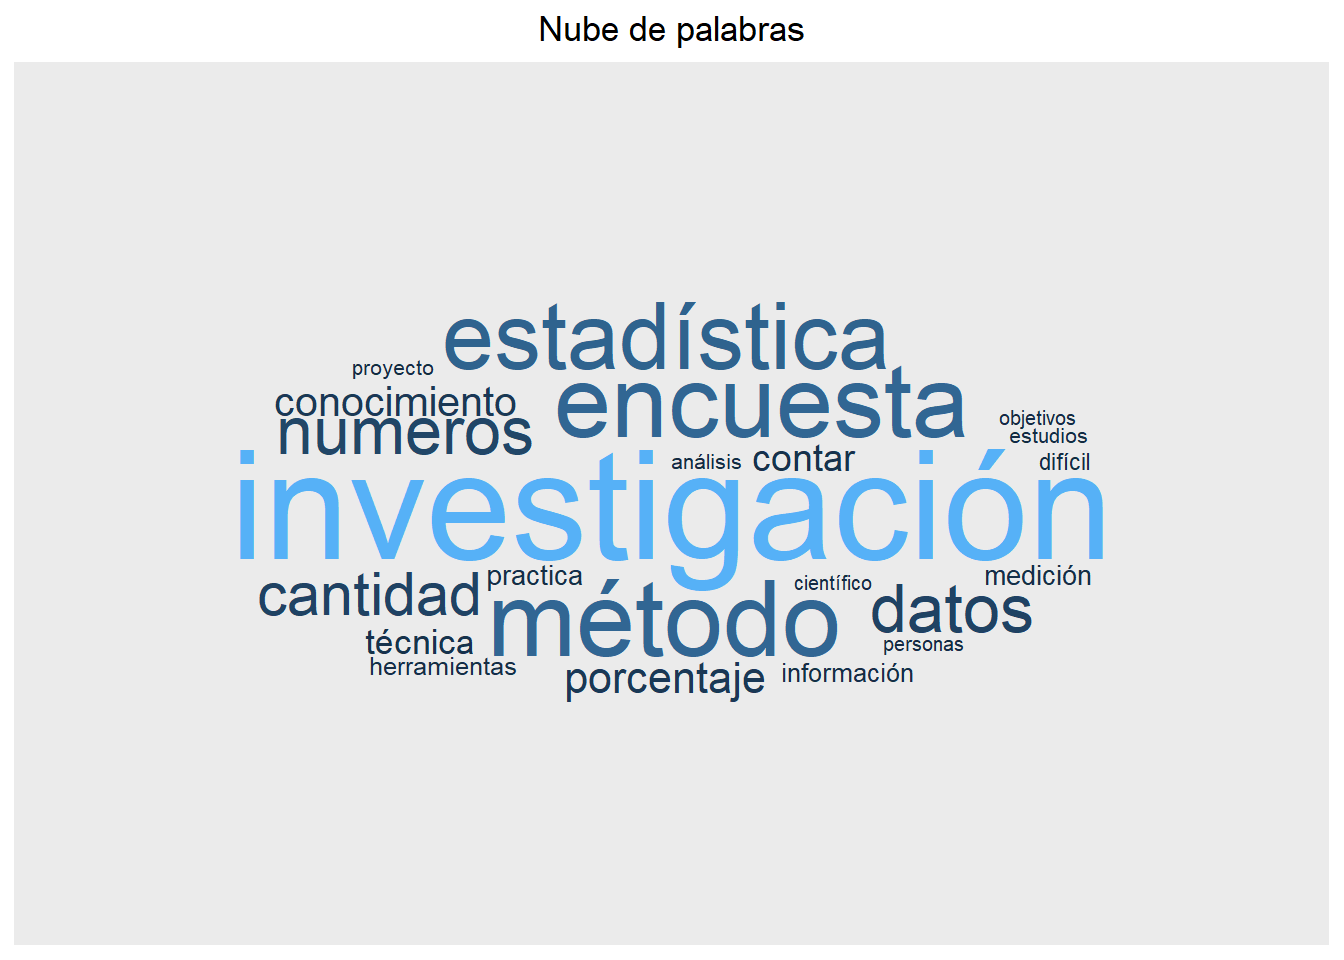 Nube de palabras
estadística
proyecto
encuesta
conocimiento
numeros
objetivos
estudios
análisis
contar
difícil
investigación
cantidad
practica
método
científico
datos
medición
técnica
personas
herramientas
porcentaje
información